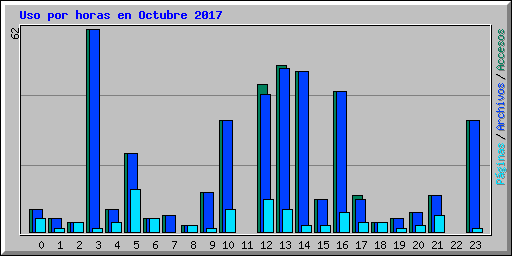 Uso por horas en Octubre 2017
62
Páginas / Archivos / Accesos
0 1 2 3 4 5 6 7 8 9 10 11 12 13 14 15 16 17 18 19 20 21 22 23